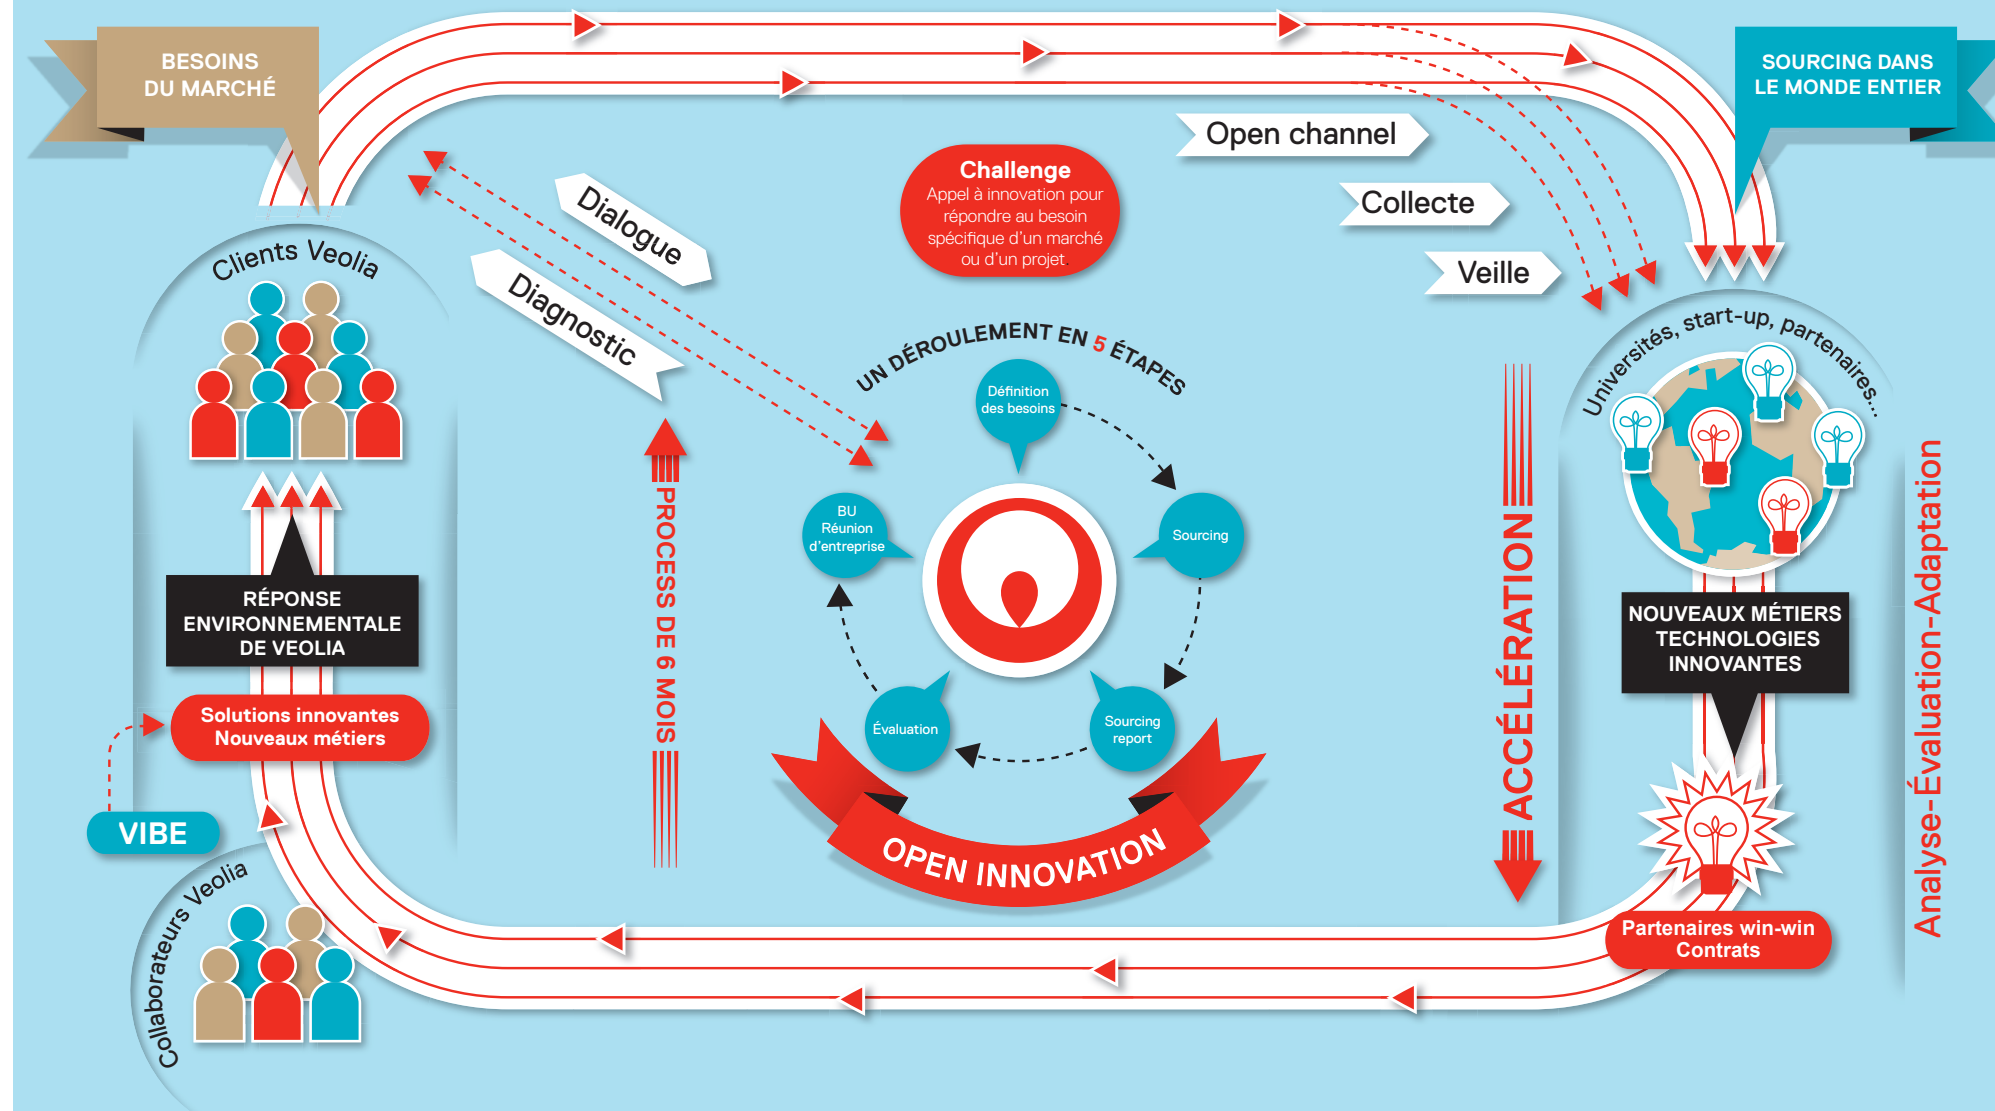 BESOINS
DU MARCHÉ
SOURCING DANS
LE MONDE ENTIER
Open channel
Collecte
Veille
Challenge
Appel à innovation pour
répondre au besoin
spécifique d'un marché
ou d'un projet.
Dialogue
Diagnostic
Clients Veolia
UN DÉROULEMENT EN 5 ÉTAPES
Définition
des besoins
Sourcing
Sourcing
report
Évaluation
BU
Réunion
d'entreprise
OPEN INNOVATION
PROCESS DE 6 MOIS
ACCÉLÉRATION
Universités, start-up, partenaires...
NOUVEAUX MÉTIERS
TECHNOLOGIES
INNOVANTES
Analyse-Évaluation-Adaptation
Partenaires win-win
Contrats
RÉPONSE
ENVIRONNEMENTALE
DE VEOLIA
Solutions innovantes
Nouveaux métiers
VIBE
Collaborateurs Veolia